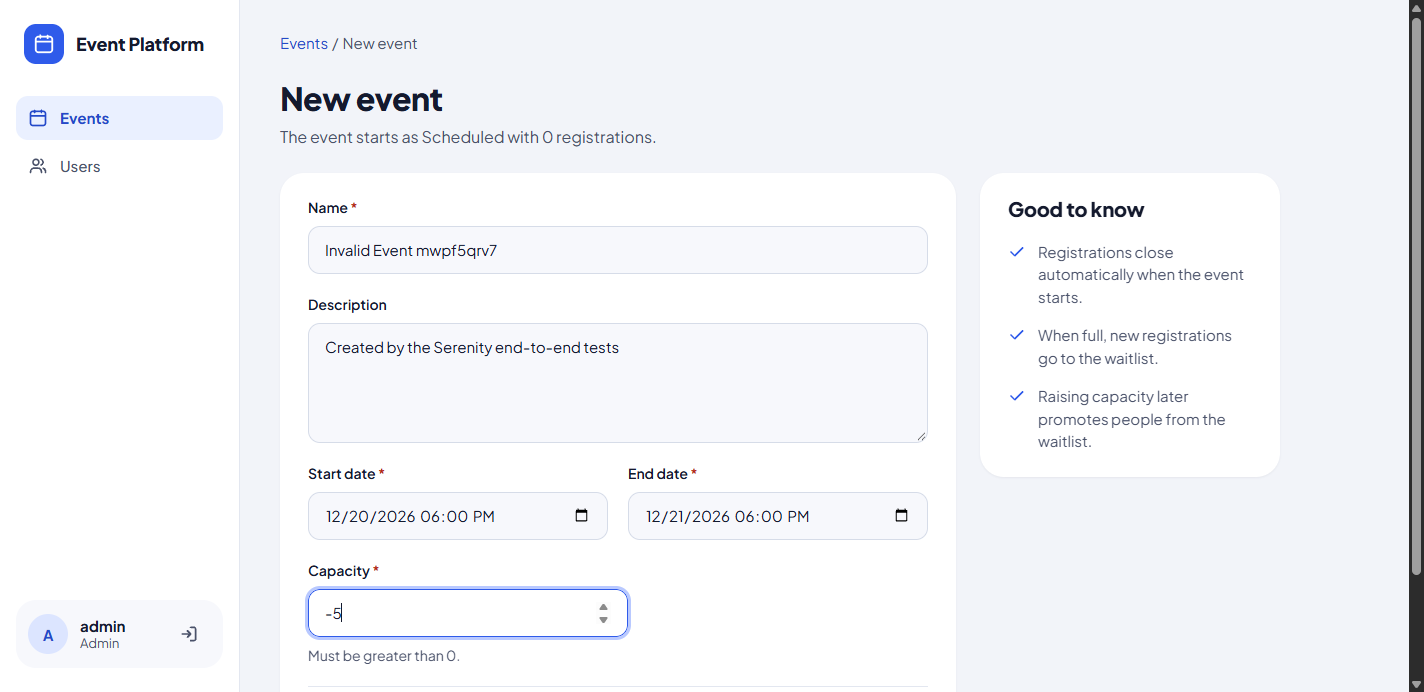 Event Platform
Events
Users
A
admin
Admin
Events / New event
New event
The event starts as Scheduled with 0 registrations.
Name *
Invalid Event mwpf5qrv7
Description
Created by the Serenity end-to-end tests
Start date *
End date *
12/20/2026 06:00 PM
12/21/2026 06:00 PM
Capacity *
-5
Must be greater than 0.
Good to know
Registrations close
automatically when the event
starts.
When full, new registrations
go to the waitlist.
Raising capacity later
promotes people from the
waitlist.